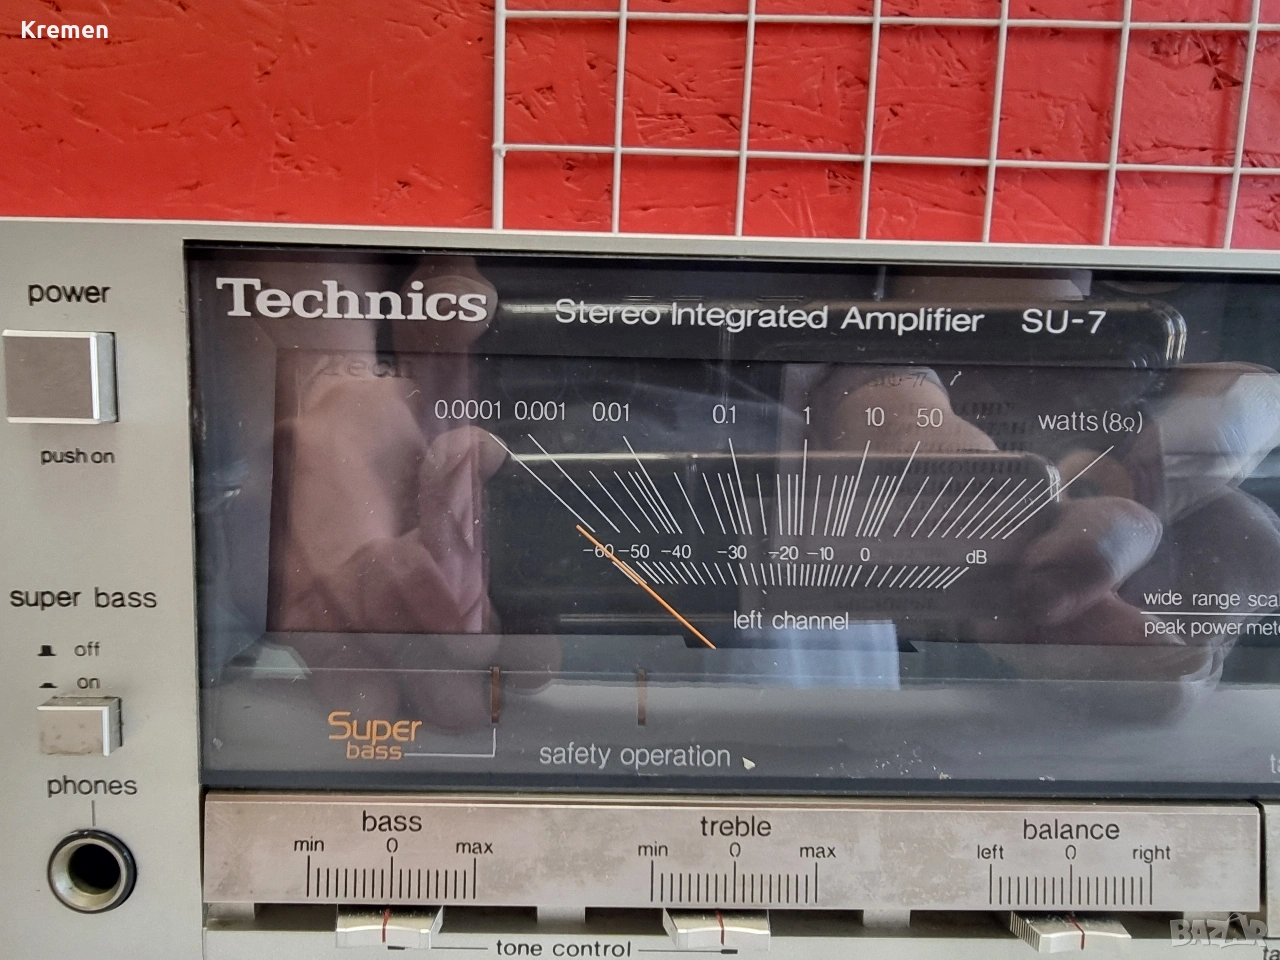 Kremen
Technics Stereo Integrated Amplifier SU-7
power
push on
0.0001 0.001 0.01 0.1 1 10 50 watts (8Ω)
-60 -50 -40 -30 -20 -10 0 dB
left channel
wide range
peak power
super bass
off
on
Super
bass
safety operation
phones
bass
min 0 max
treble
min 0 max
balance
left 0 right
tone control
BAZAR